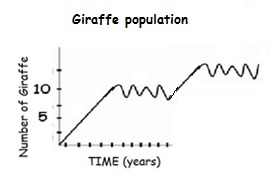 Giraffe population
Number of Giraffe
10
5
TIME (years)